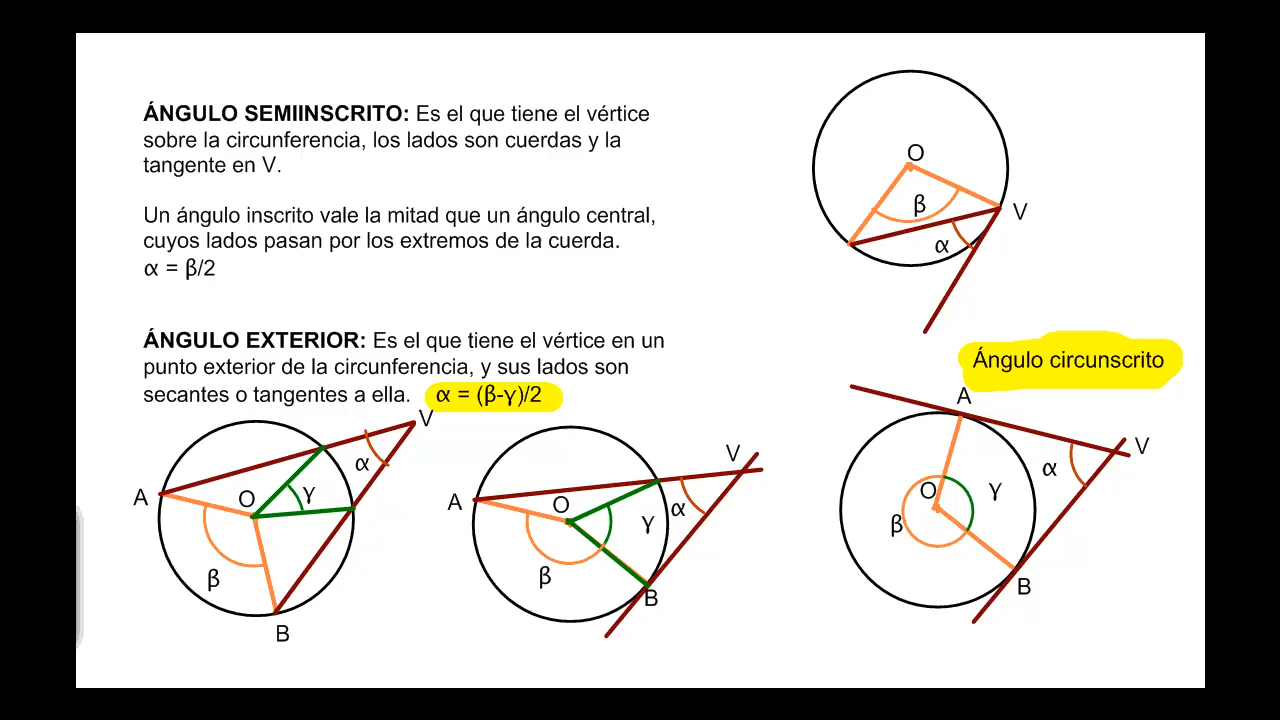 ÁNGULO SEMIINSCRITO: Es el que tiene el vértice
sobre la circunferencia, los lados son cuerdas y la
tangente en V.
Un ángulo inscrito vale la mitad que un ángulo central,
cuyos lados pasan por los extremos de la cuerda.
α = β/2
O
β
V
α
ÁNGULO EXTERIOR: Es el que tiene el vértice en un
punto exterior de la circunferencia, y sus lados son
secantes o tangentes a ella. α = (β-γ)/2
V
A
O
γ
α
β
B
V
A
O
γ
α
β
B
Ángulo circunscrito
A
V
O
γ
α
β
B